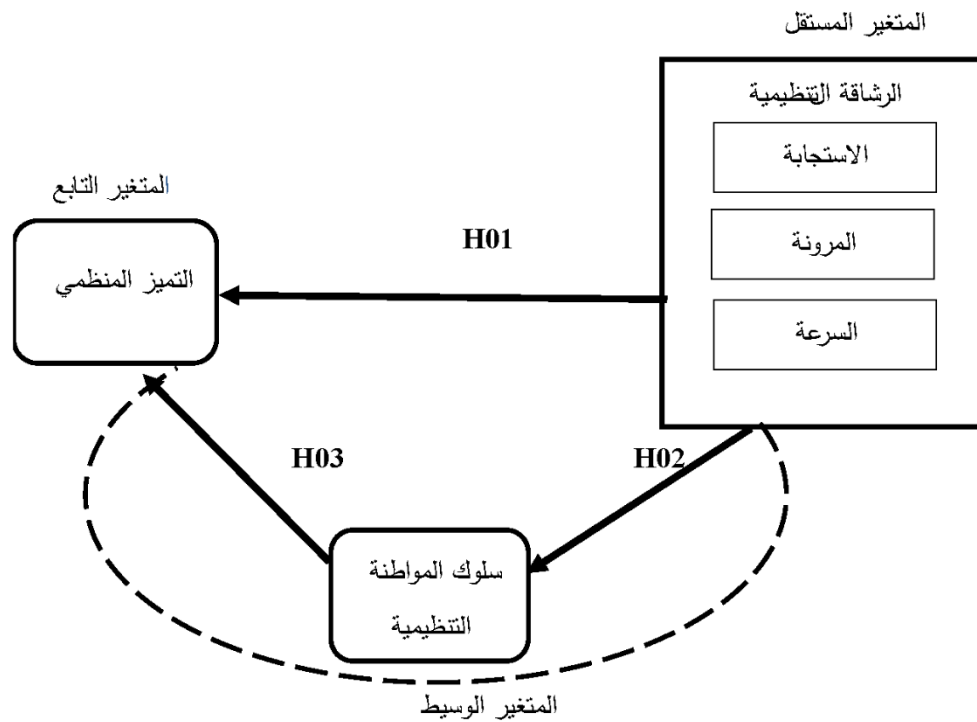 المتغير المستقل
الرشاقة التنظيمية
الاستجابة
المرونة
السرعة
H01
المتغير التابع
التميز المنظمي
H02
H03
سلوك المواطنة
التنظيمية
المتغير الوسيط